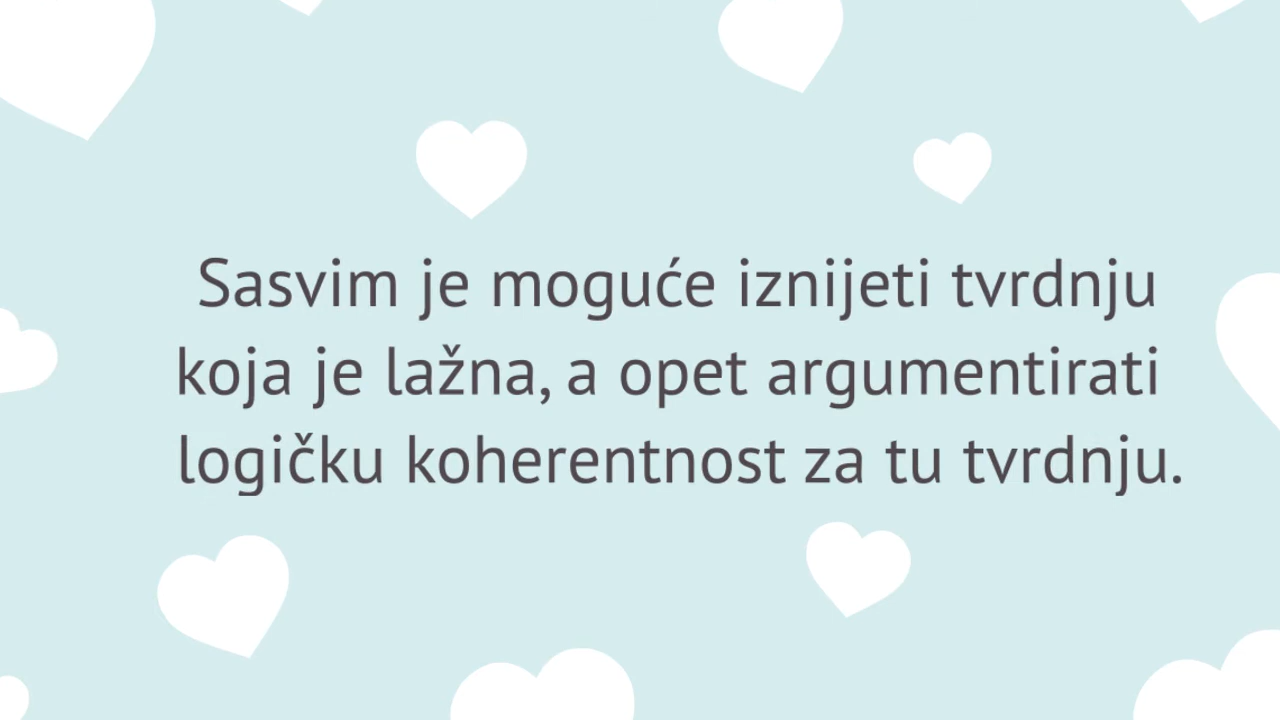 Sasvim je moguće iznijeti tvrdnju
koja je lažna, a opet argumentirati
logičku koherentnost za tu tvrdnju.